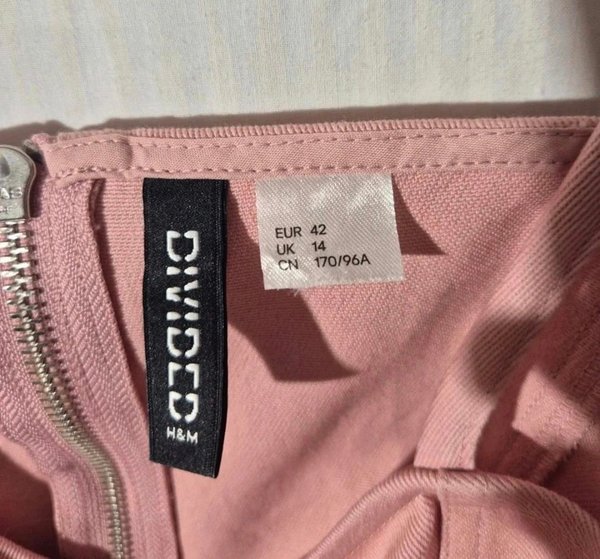 DIVIDED
H&M
EUR 42
UK 14
CN 170/96A